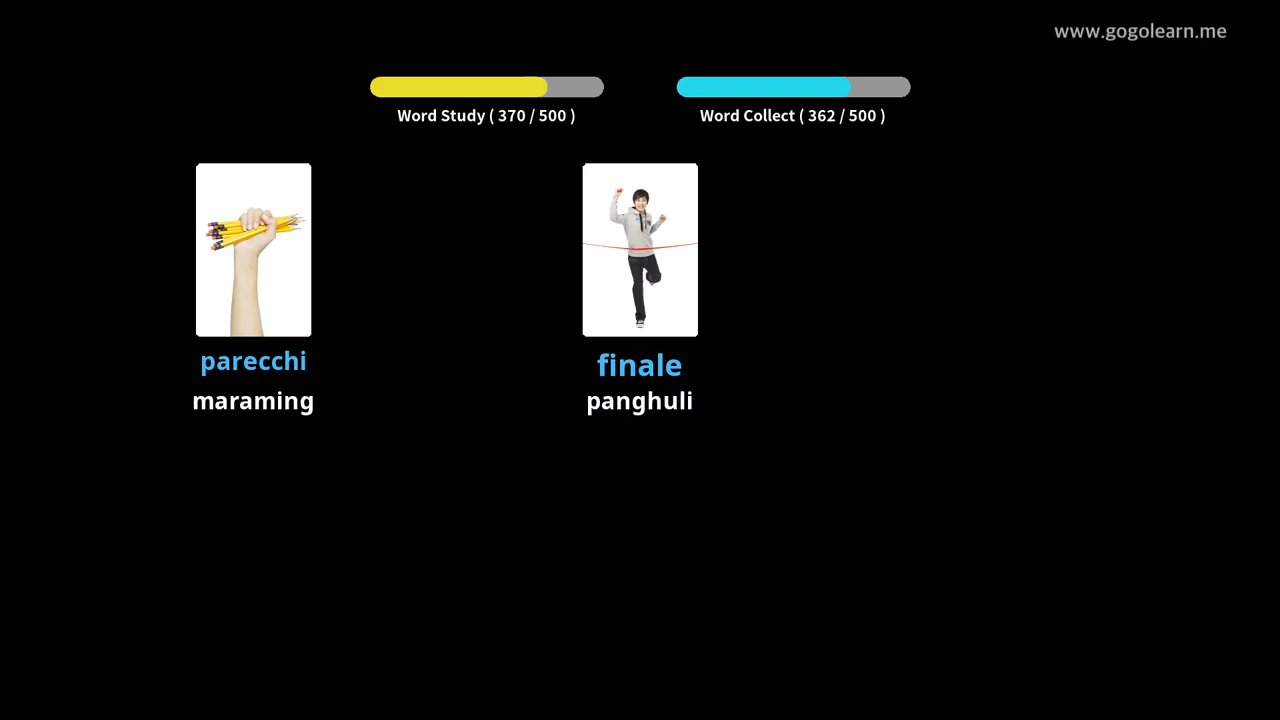 www.gogolearn.me
Word Study ( 370 / 500 )
Word Collect ( 362 / 500 )
parecchi
maraming
finale
panghuli